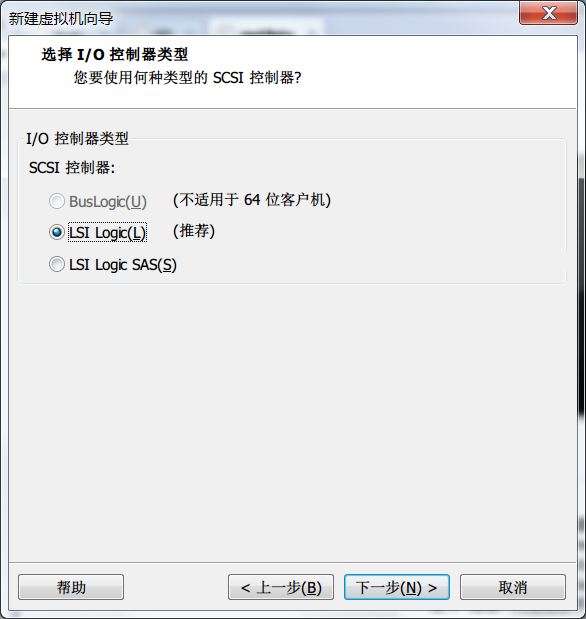 新建虚拟机向导
选择 I/O 控制器类型
您要使用何种类型的 SCSI 控制器?
I/O 控制器类型
SCSI 控制器:
BusLogic(U) (不适用于 64 位客户机)
LSI Logic(L) (推荐)
LSI Logic SAS(S)
帮助 < 上一步(B) 下一步(N) > 取消